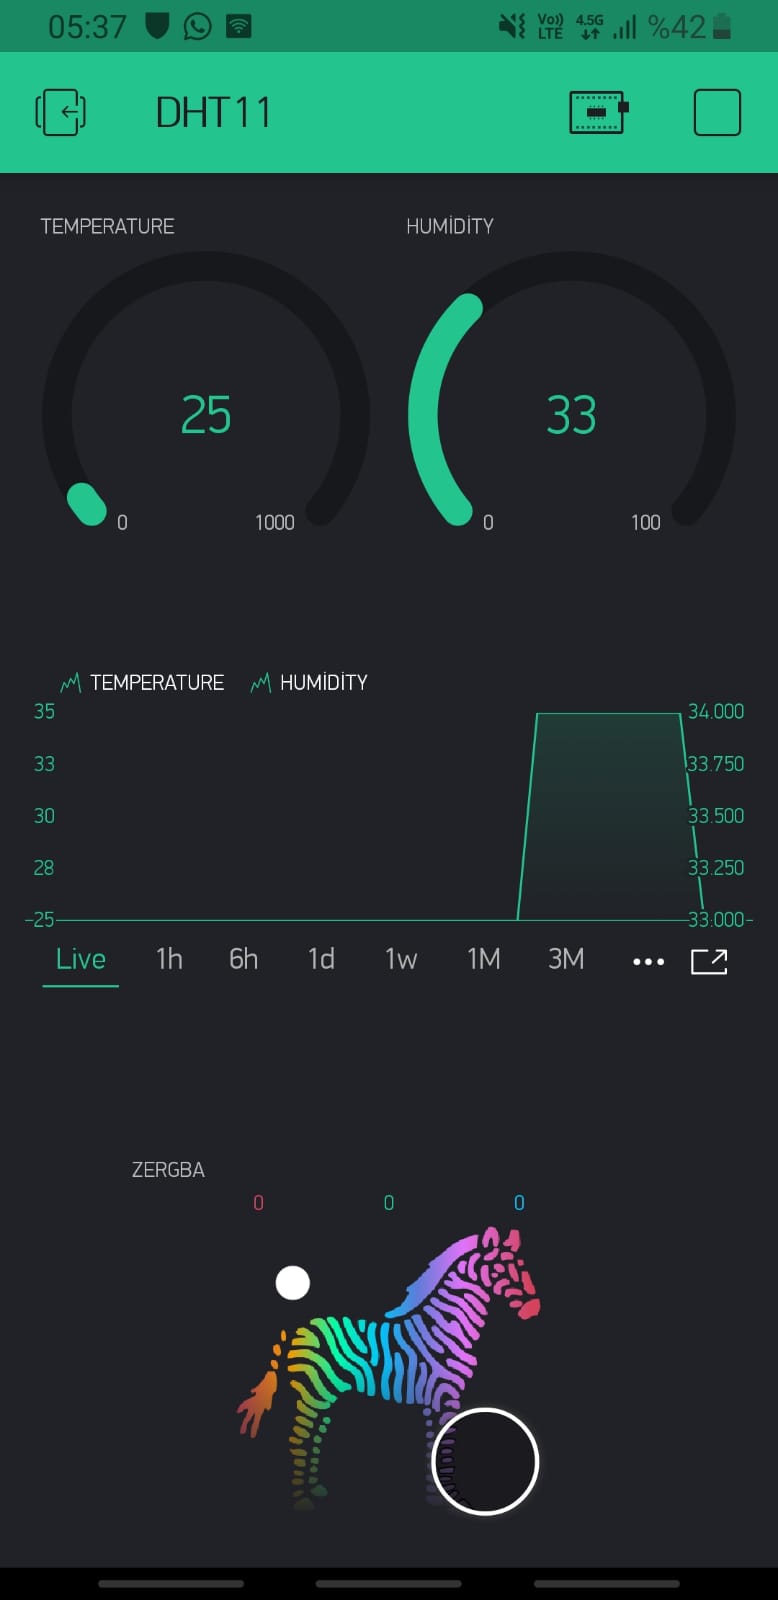 05:37 Vo)) LTE 4.5G %42
DHT11
TEMPERATURE HUMİDİTY
25 33
0 1000 0 100
TEMPERATURE HUMİDİTY
35 34.000
33 33.750
30 33.500
28 33.250
25 33.000
Live 1h 6h 1d 1w 1M 3M
ZERGBA
0 0 0